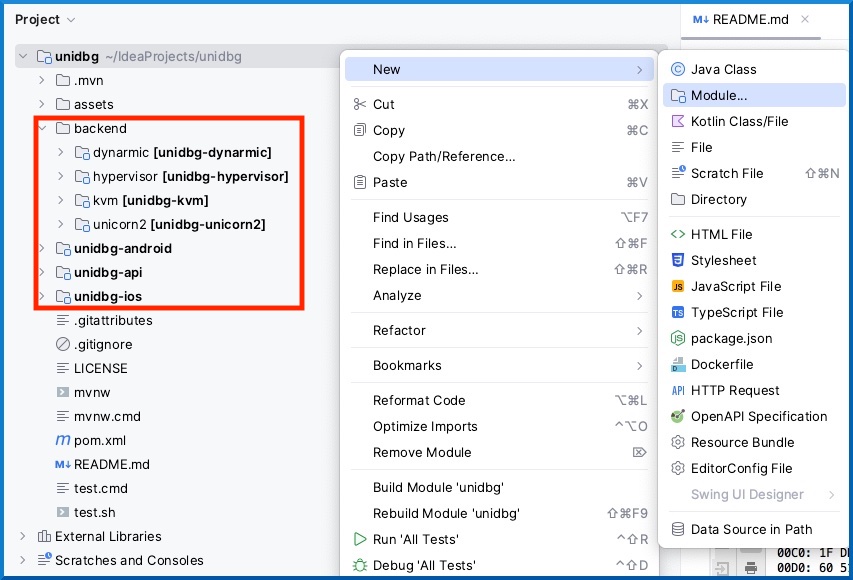 Project
README.md
unidbg ~/IdeaProjects/unidbg
.mvn
assets
backend
dynarmic [unidbg-dynarmic]
hypervisor [unidbg-hypervisor]
kvm [unidbg-kvm]
unicorn2 [unidbg-unicorn2]
unidbg-android
unidbg-api
unidbg-ios
.gitattributes
.gitignore
LICENSE
mvnw
mvnw.cmd
pom.xml
README.md
test.cmd
test.sh
External Libraries
Scratches and Consoles
New
Cut ⌘X
Copy ⌘C
Copy Path/Reference...
Paste ⌘V
Find Usages ⌥F7
Find in Files... ⇧⌘F
Replace in Files... ⇧⌘R
Analyze
Refactor
Bookmarks
Reformat Code ⌥⌘L
Optimize Imports ^⌥O
Remove Module ⌦
Build Module 'unidbg'
Rebuild Module 'unidbg' ⇧⌘F9
Run 'All Tests' ^⇧R
Debug 'All Tests' ^⇧D
Java Class
Module...
Kotlin Class/File
File
Scratch File ⇧⌘N
Directory
HTML File
Stylesheet
JavaScript File
TypeScript File
package.json
Dockerfile
HTTP Request
OpenAPI Specification
Resource Bundle
EditorConfig File
Swing UI Designer
Data Source in Path
00C0: 1F
00D0: 60